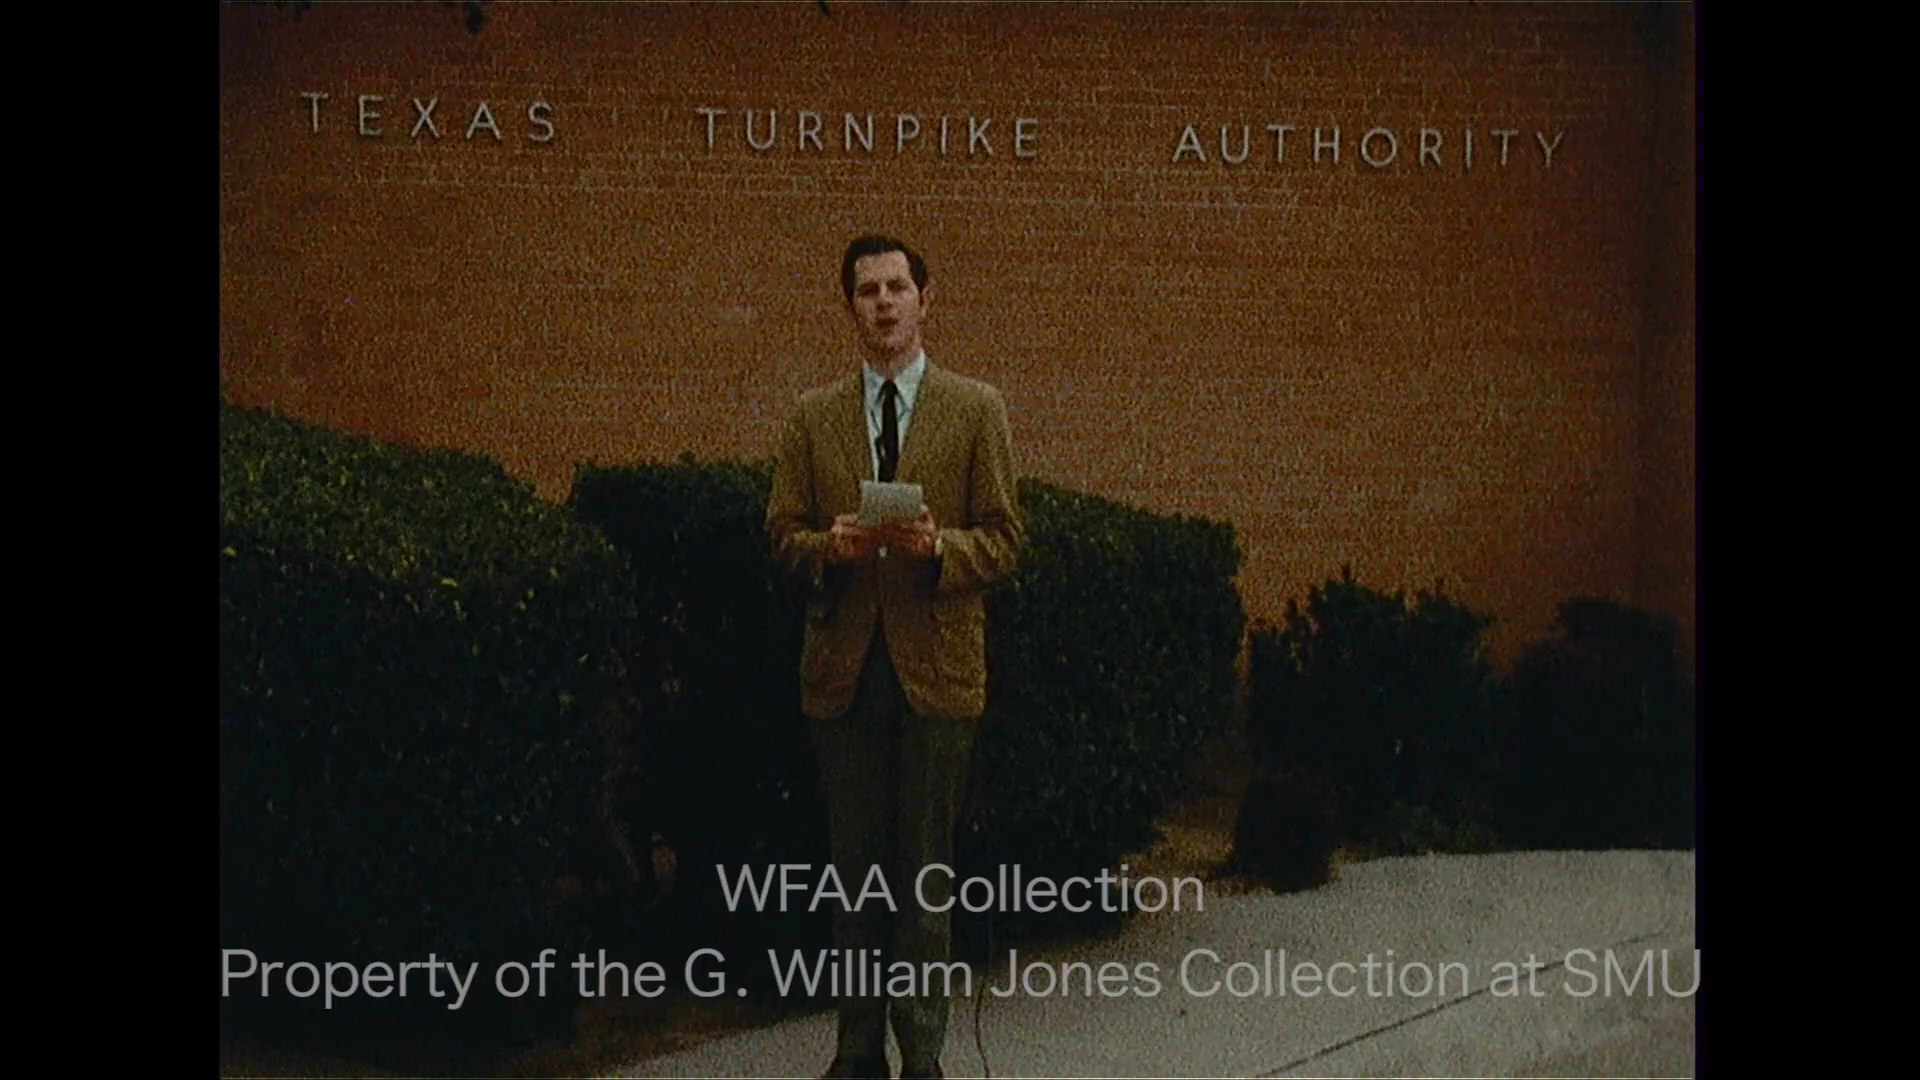 TEXAS TURNPIKE AUTHORITY
WFAA Collection
Property of the G. William Jones Collection at SMU